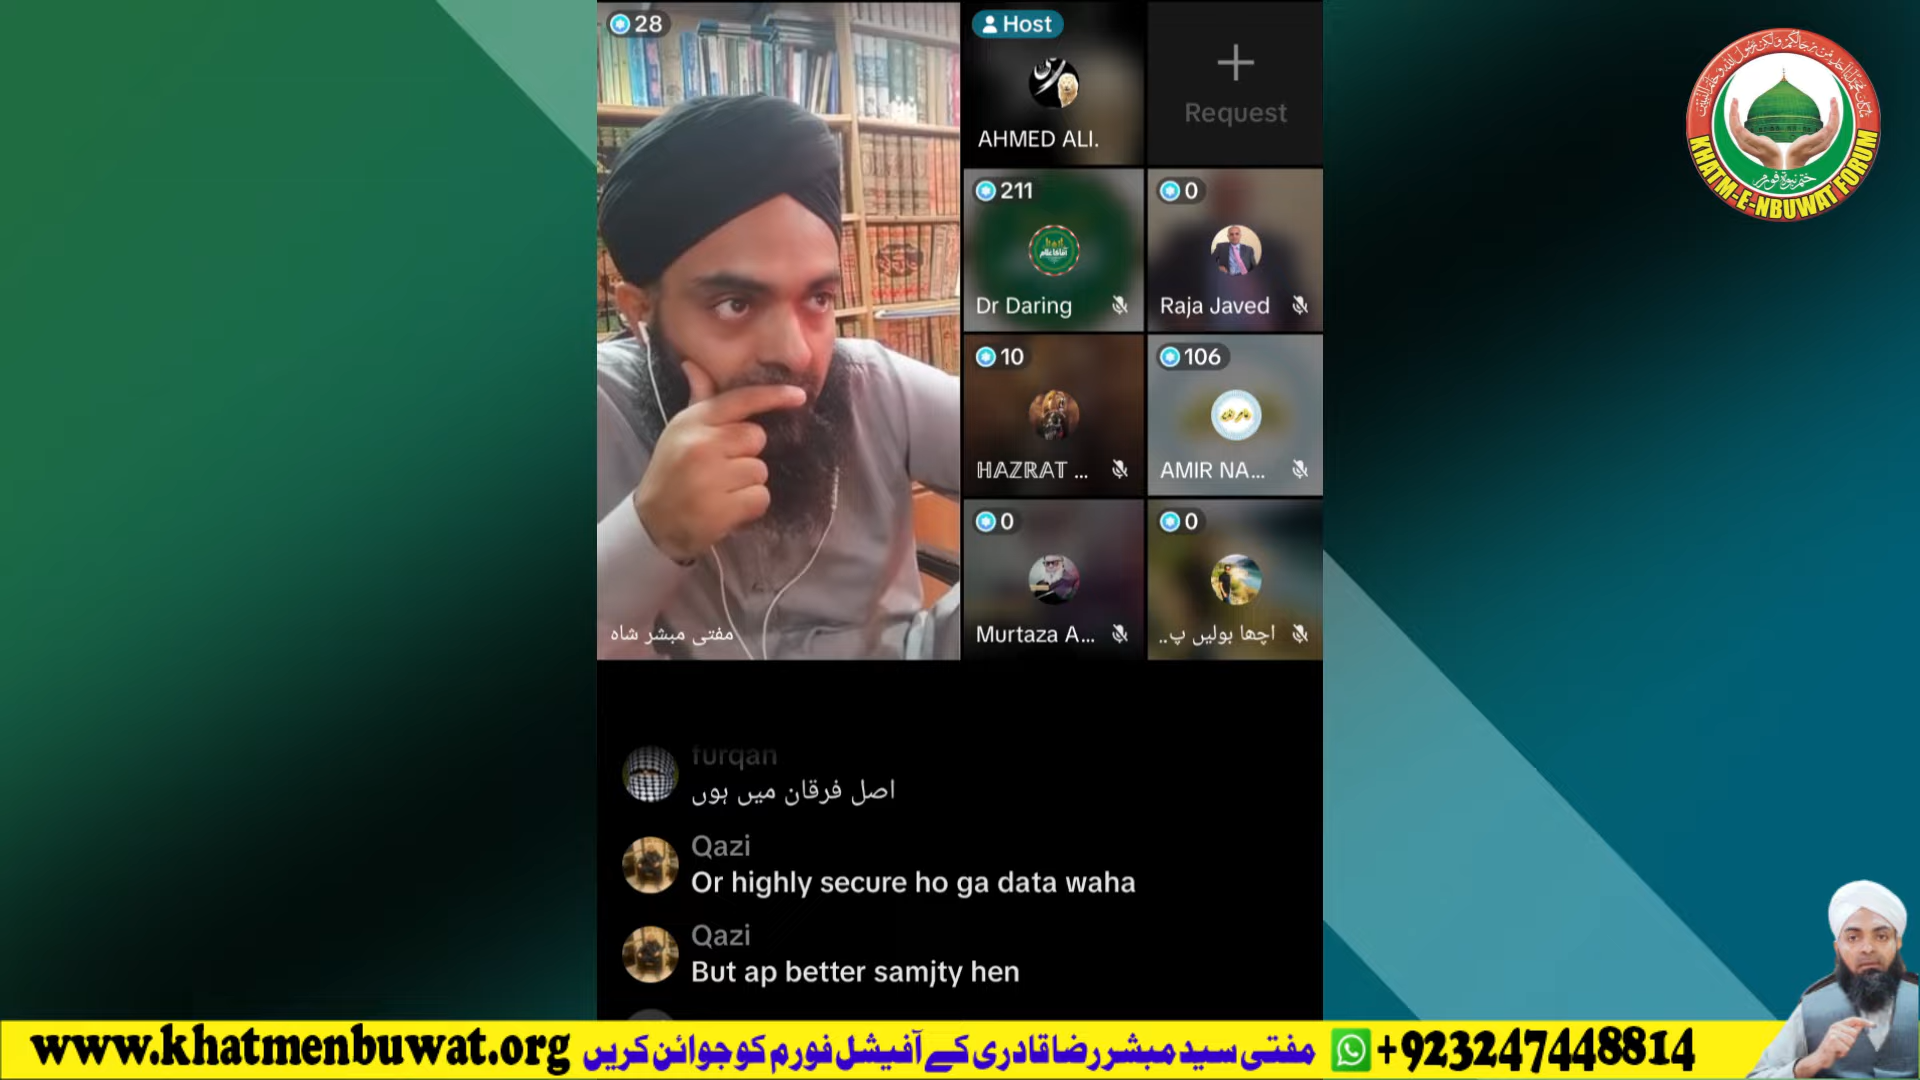 28
Host
AHMED ALI.
Request
211
Dr Daring
0
Raja Javed
10
ℍAZℝAT ...
106
AMIR NA...
0
Murtaza A...
0
اچھا بولیں پ..
مفتی مبشر شاہ
furqan
اصل فرقان میں ہوں
Qazi
Or highly secure ho ga data waha
Qazi
But ap better samjty hen
KHATM-E-NBUWAT FORUM
ختم نبوة فورم
www.khatmenbuwat.org مفتی سید مبشر رضا قادری کے آفیشل فورم کو جوائن کریں +923247448814